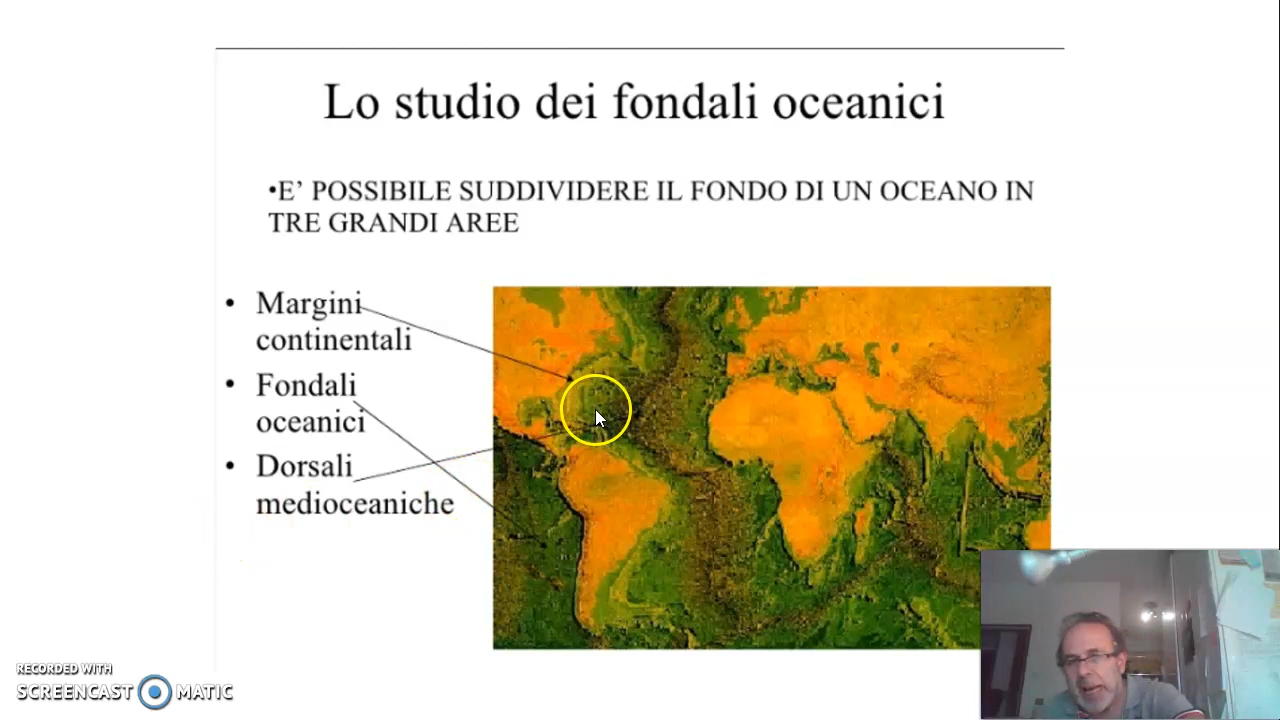 Lo studio dei fondali oceanici
•E’ POSSIBILE SUDDIVIDERE IL FONDO DI UN OCEANO IN
TRE GRANDI AREE
• Margini
continentali
• Fondali
oceanici
• Dorsali
medioceaniche
RECORDED WITH
SCREENCAST MATIC